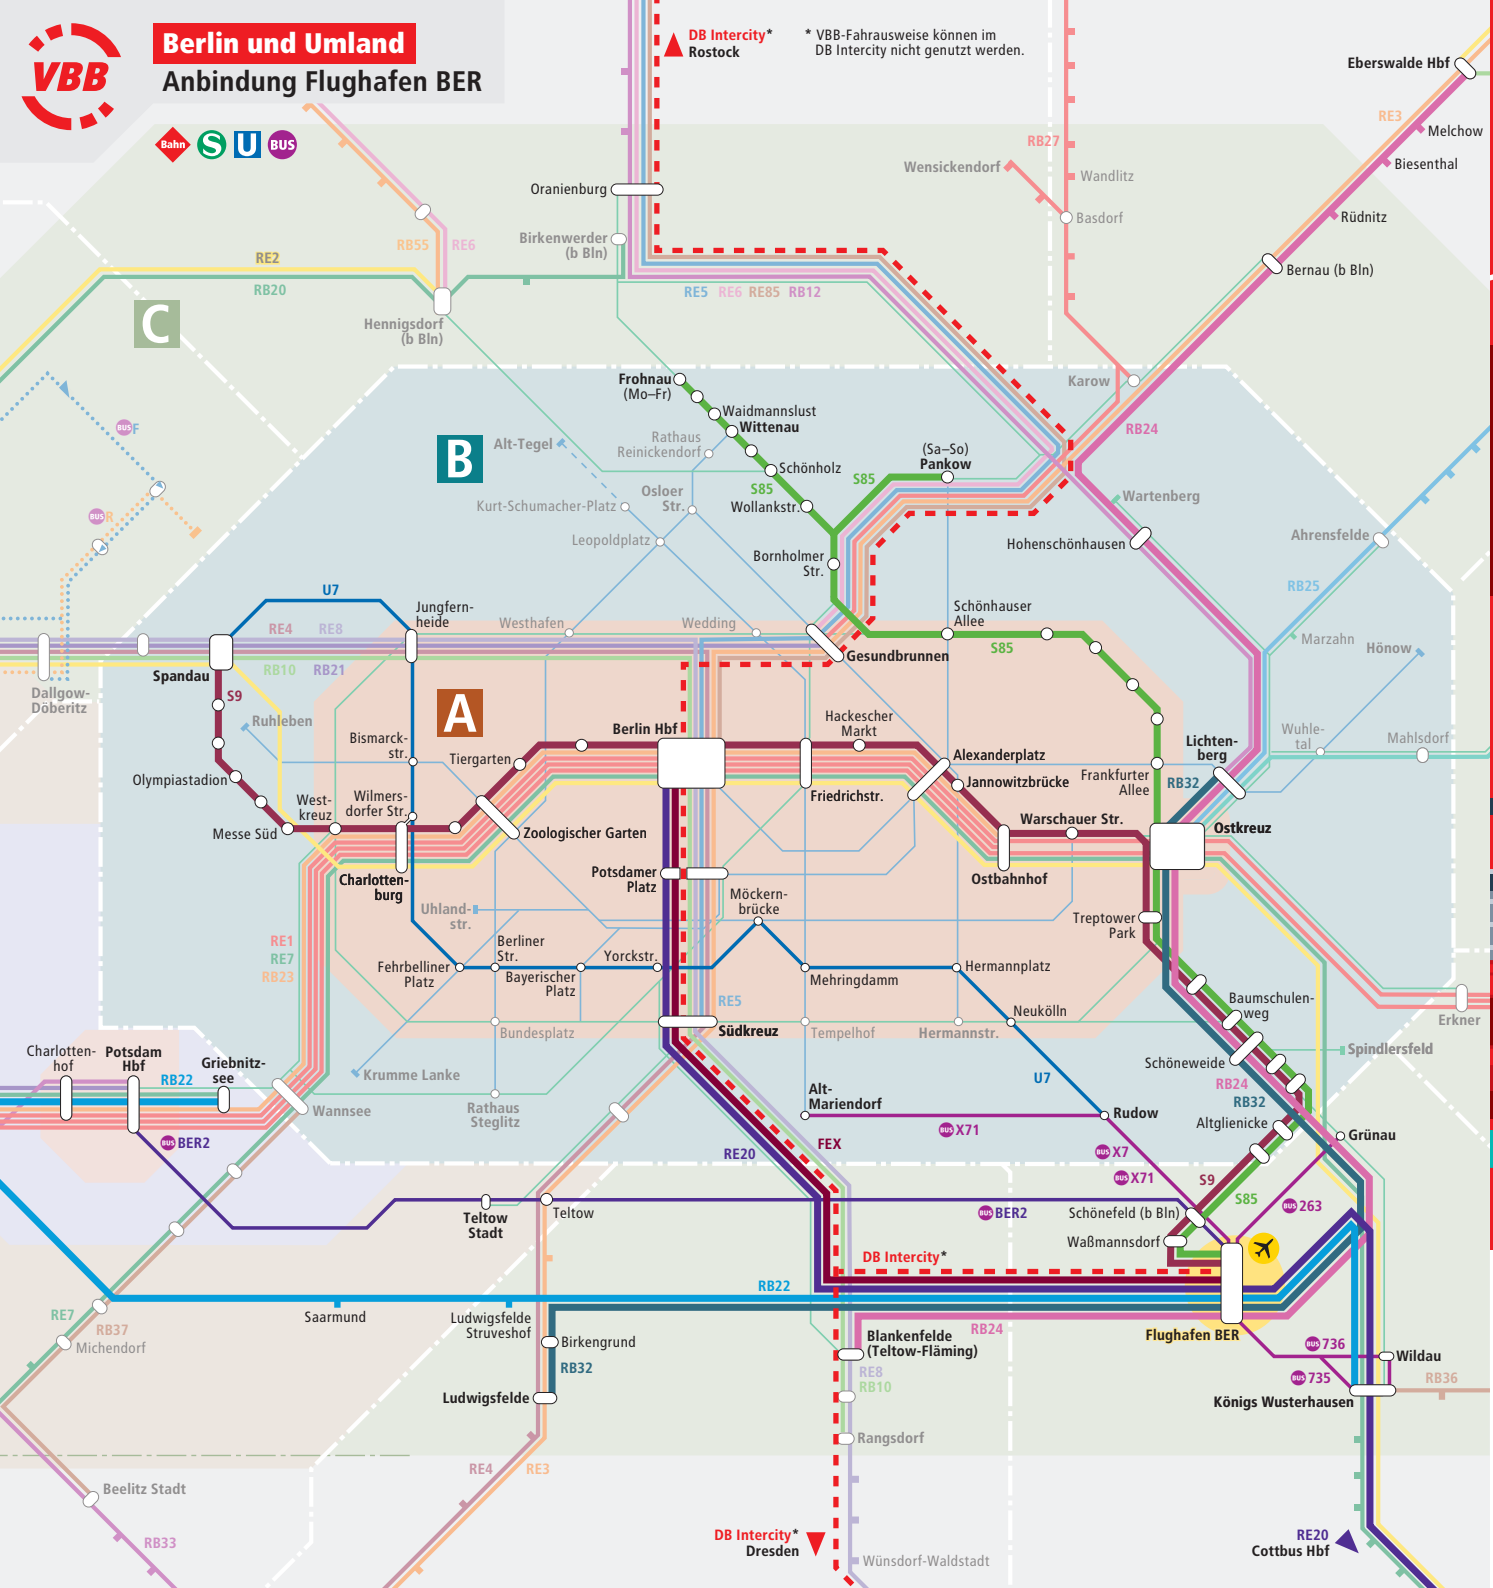 VBB
Berlin und Umland
Anbindung Flughafen BER
Bahn
S
U
BUS
DB Intercity*
Rostock
* VBB-Fahrausweise können im
DB Intercity nicht genutzt werden.
Eberswalde Hbf
RE3
Melchow
Biesenthal
Rüdnitz
Bernau (b Bln)
RB27
Wensickendorf
Wandlitz
Basdorf
Oranienburg
Birkenwerder
(b Bln)
RB55
RE6
RE2
RB20
C
Hennigsdorf
(b Bln)
RE5
RE6
RE85
RB12
Karow
RB24
Frohnau
(Mo–Fr)
Waidmannslust
Wittenau
Rathaus
Reinickendorf
Alt-Tegel
B
BUS F
BUS R
Schönholz
S85
S85
(Sa–So)
Pankow
Osloer
Str.
Kurt-Schumacher-Platz
Wollankstr.
Leopoldplatz
Bornholmer
Str.
Wartenberg
Hohenschönhausen
Ahrensfelde
RB25
Marzahn
Hönow
U7
Jungfern-
heide
RE4
RE8
RB10
RB21
Westhafen
Wedding
Schönhauser
Allee
S85
Gesundbrunnen
Spandau
Dallgow-
Döberitz
S9
Ruhleben
A
Bismarck-
str.
Tiergarten
Berlin Hbf
Hackescher
Markt
Alexanderplatz
Jannowitzbrücke
Friedrichstr.
Lichten-
berg
RB32
Frankfurter
Allee
Wuhle-
tal
Mahlsdorf
Olympiastadion
West-
kreuz
Wilmers-
dorfer Str.
Messe Süd
Zoologischer Garten
Charlotten-
burg
Warschauer Str.
Ostkreuz
Ostbahnhof
Potsdamer
Platz
Möckern-
brücke
Uhland-
str.
Treptower
Park
RE1
RE7
RB23
Fehrbelliner
Platz
Berliner
Str.
Bayerischer
Platz
Yorckstr.
Mehringdamm
Hermannplatz
RE5
Neukölln
Baumschulen-
weg
Bundesplatz
Südkreuz
Tempelhof
Hermannstr.
Erkner
Schöneweide
Spindlersfeld
Charlotten-
hof
Potsdam
Hbf
Griebnitz-
see
RB22
Wannsee
Krumme Lanke
Rathaus
Steglitz
U7
RB24
RB32
Alt-
Mariendorf
Rudow
Altglienicke
Grünau
BUS BER2
RE20
FEX
BUS X71
BUS X7
BUS X71
S9
S85
BUS 263
Teltow
Stadt
Teltow
BUS BER2
Schönefeld (b Bln)
Waßmannsdorf
DB Intercity*
RB22
Saarmund
Ludwigsfelde
Struveshof
Birkengrund
RB32
Ludwigsfelde
RE7
RB37
Michendorf
RB24
Flughafen BER
Blankenfelde
(Teltow-Fläming)
RE8
RB10
Rangsdorf
BUS 736
BUS 735
Wildau
RB36
Königs Wusterhausen
RE4
RE3
Beelitz Stadt
RB33
DB Intercity*
Dresden
Wünsdorf-Waldstadt
RE20
Cottbus Hbf